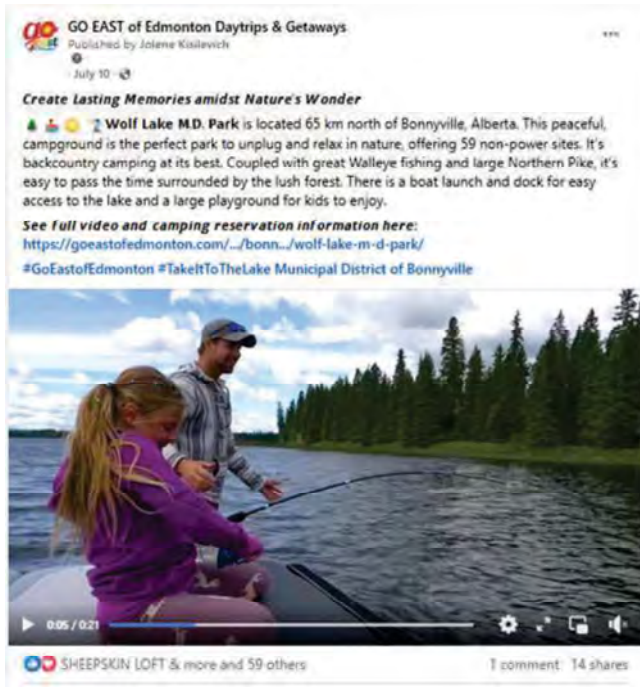 go east
GO EAST of Edmonton Daytrips & Getaways
Published by Jolene Kisilevich
July 10
Create Lasting Memories amidst Nature's Wonder
Wolf Lake M.D. Park is located 65 km north of Bonnyville, Alberta. This peaceful,
campground is the perfect park to unplug and relax in nature, offering 59 non-power sites. It's
backcountry camping at its best. Coupled with great Walleye fishing and large Northern Pike, it's
easy to pass the time surrounded by the lush forest. There is a boat launch and dock for easy
access to the lake and a large playground for kids to enjoy.
See full video and camping reservation information here:
https://goeastofedmonton.com/.../bonn.../wolf-lake-m-d-park/
#GoEastofEdmonton #TakeItToTheLake Municipal District of Bonnyville
0:05 / 0:21
SHEEPSKIN LOFT & more and 59 others
1 comment 14 shares